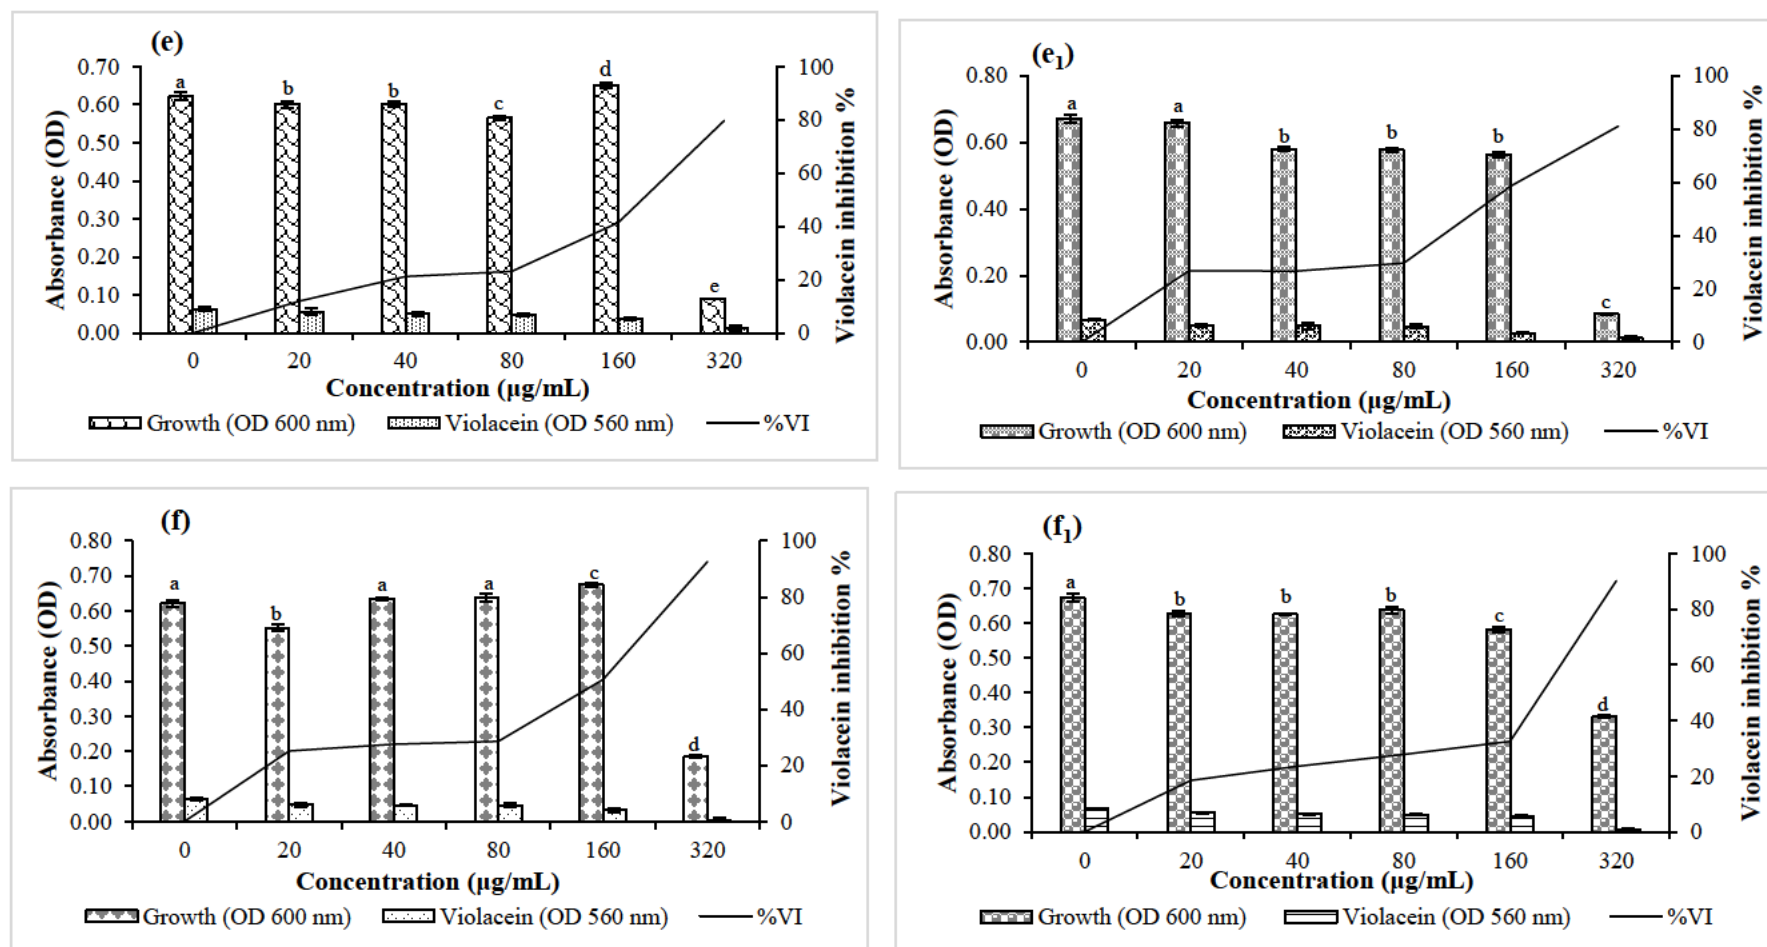 (e)
0.70
0.60
0.50
0.40
0.30
0.20
0.10
0.00
Absorbance (OD)
a
b
b
c
d
e
100
80
60
40
20
0
Violacein inhibition %
0 20 40 80 160 320
Concentration (µg/mL)
Growth (OD 600 nm) Violacein (OD 560 nm) %VI
(e1)
0.80
0.60
0.40
0.20
0.00
Absorbance (OD)
a
a
b
b
b
c
100
80
60
40
20
0
Violacein inhibition %
0 20 40 80 160 320
Concentration (µg/mL)
Growth (OD 600 nm) Violacein (OD 560 nm) %VI
(f)
0.80
0.70
0.60
0.50
0.40
0.30
0.20
0.10
0.00
Absorbance (OD)
a
b
a
a
c
d
100
80
60
40
20
0
Violacein inhibition %
0 20 40 80 160 320
Concentration (µg/mL)
Growth (OD 600 nm) Violacein (OD 560 nm) %VI
(f1)
0.80
0.70
0.60
0.50
0.40
0.30
0.20
0.10
0.00
Absorbance (OD)
a
b
b
b
c
d
100
80
60
40
20
0
Violacein inhibition %
0 20 40 80 160 320
Concentration (µg/mL)
Growth (OD 600 nm) Violacein (OD 560 nm) %VI